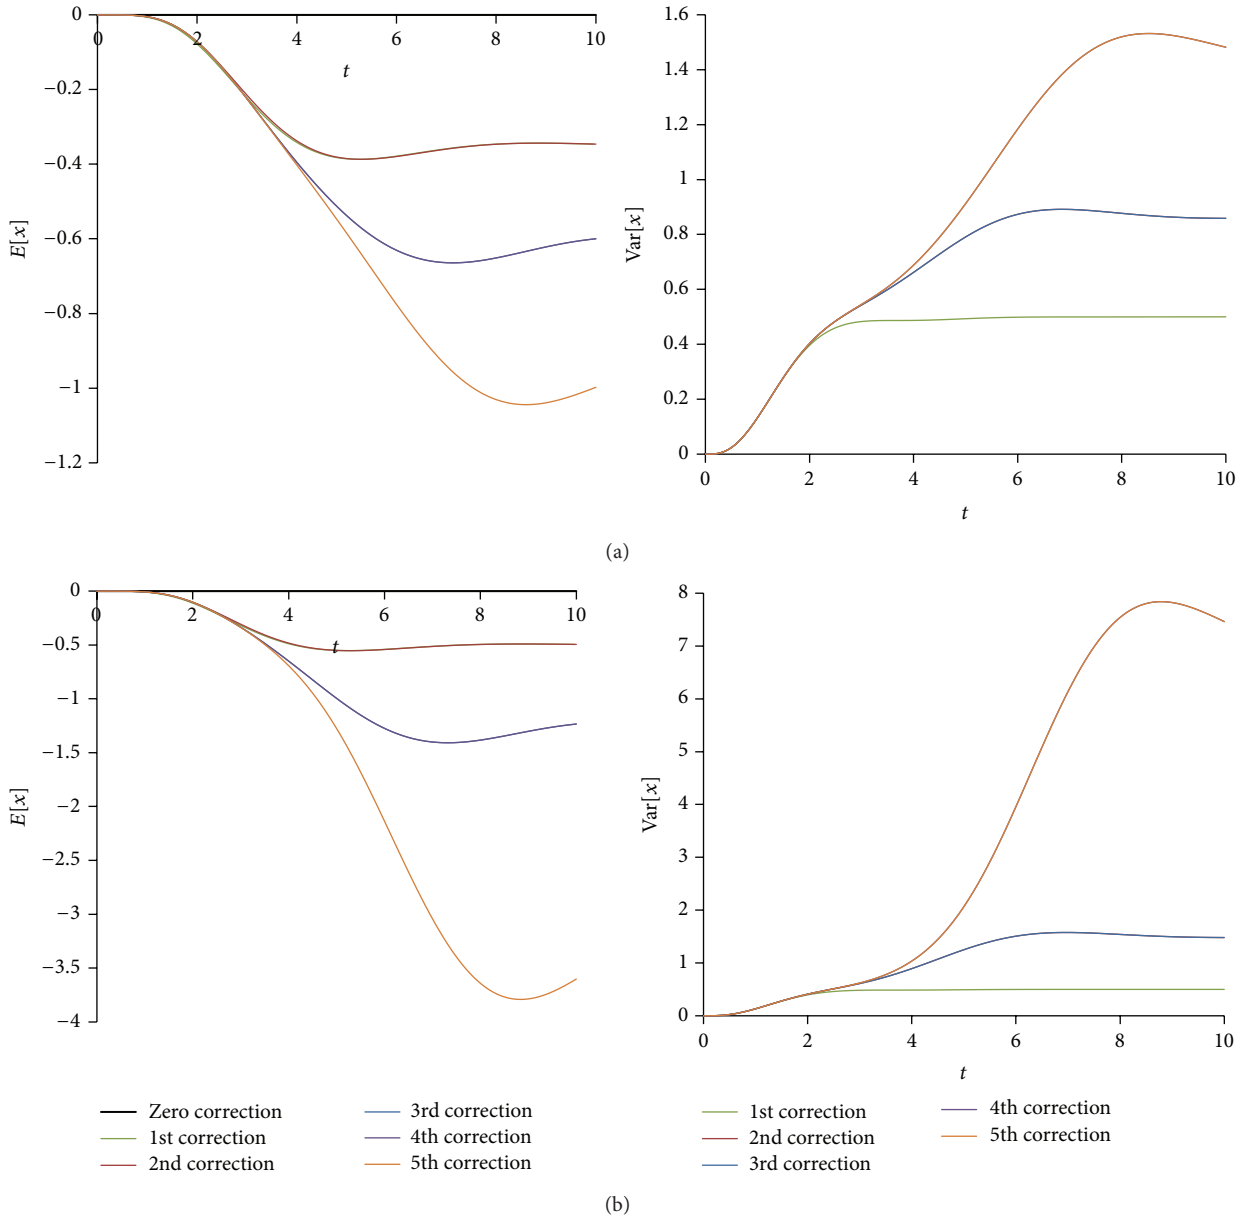 0
−0.2
−0.4
−0.6
−0.8
−1
−1.2
0
2
4
6
8
10
t
E[x]
1.6
1.4
1.2
1
0.8
0.6
0.4
0.2
0
0
2
4
6
8
10
t
Var[x]
(a)
0
−0.5
−1
−1.5
−2
−2.5
−3
−3.5
−4
0
2
4
6
8
10
t
E[x]
8
7
6
5
4
3
2
1
0
0
2
4
6
8
10
t
Var[x]
Zero correction
1st correction
2nd correction
3rd correction
4th correction
5th correction
1st correction
2nd correction
3rd correction
4th correction
5th correction
(b)